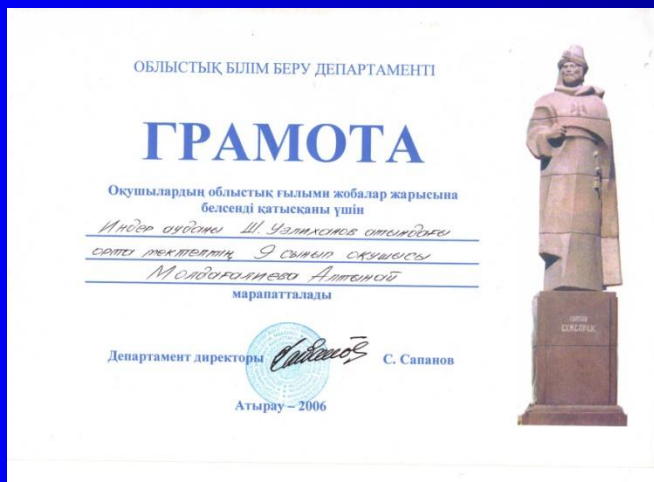 ОБЛЫСТЫҚ БІЛІМ БЕРУ ДЕПАРТАМЕНТІ
ГРАМОТА
Оқушылардың облыстық ғылыми жобалар жарысына
белсенді қатысқаны үшін
Индер ауданы Ш. Уәлиханов атындағы
орта мектептің 9 сынып оқушысы
Молдағалиева Алтынай
марапатталады
Департамент директоры С. Сапанов
Атырау – 2006